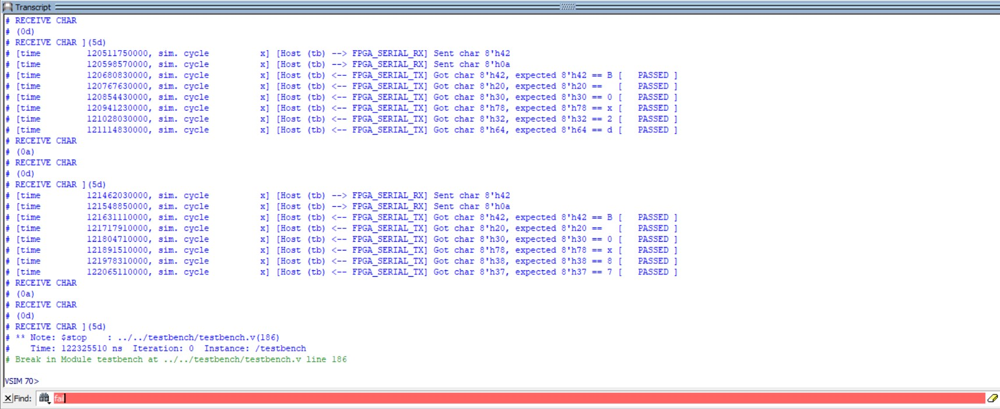 Transcript
# RECEIVE CHAR
# (0d)
# RECEIVE CHAR ](5d)
# [time         120511750000, sim. cycle          x] [Host (tb) --> FPGA_SERIAL_RX] Sent char 8'h42
# [time         120598570000, sim. cycle          x] [Host (tb) --> FPGA_SERIAL_RX] Sent char 8'h0a
# [time         120680830000, sim. cycle          x] [Host (tb) <-- FPGA_SERIAL_TX] Got char 8'h42, expected 8'h42 == B [   PASSED ]
# [time         120767630000, sim. cycle          x] [Host (tb) <-- FPGA_SERIAL_TX] Got char 8'h20, expected 8'h20 ==   [   PASSED ]
# [time         120854430000, sim. cycle          x] [Host (tb) <-- FPGA_SERIAL_TX] Got char 8'h30, expected 8'h30 == 0 [   PASSED ]
# [time         120941230000, sim. cycle          x] [Host (tb) <-- FPGA_SERIAL_TX] Got char 8'h78, expected 8'h78 == x [   PASSED ]
# [time         121028030000, sim. cycle          x] [Host (tb) <-- FPGA_SERIAL_TX] Got char 8'h32, expected 8'h32 == 2 [   PASSED ]
# [time         121114830000, sim. cycle          x] [Host (tb) <-- FPGA_SERIAL_TX] Got char 8'h64, expected 8'h64 == d [   PASSED ]
# RECEIVE CHAR
# (0a)
# RECEIVE CHAR
# (0d)
# RECEIVE CHAR ](5d)
# [time         121462030000, sim. cycle          x] [Host (tb) --> FPGA_SERIAL_RX] Sent char 8'h42
# [time         121548850000, sim. cycle          x] [Host (tb) --> FPGA_SERIAL_RX] Sent char 8'h0a
# [time         121631110000, sim. cycle          x] [Host (tb) <-- FPGA_SERIAL_TX] Got char 8'h42, expected 8'h42 == B [   PASSED ]
# [time         121717910000, sim. cycle          x] [Host (tb) <-- FPGA_SERIAL_TX] Got char 8'h20, expected 8'h20 ==   [   PASSED ]
# [time         121804710000, sim. cycle          x] [Host (tb) <-- FPGA_SERIAL_TX] Got char 8'h30, expected 8'h30 == 0 [   PASSED ]
# [time         121891510000, sim. cycle          x] [Host (tb) <-- FPGA_SERIAL_TX] Got char 8'h78, expected 8'h78 == x [   PASSED ]
# [time         121978310000, sim. cycle          x] [Host (tb) <-- FPGA_SERIAL_TX] Got char 8'h38, expected 8'h38 == 8 [   PASSED ]
# [time         122065110000, sim. cycle          x] [Host (tb) <-- FPGA_SERIAL_TX] Got char 8'h37, expected 8'h37 == 7 [   PASSED ]
# RECEIVE CHAR
# (0a)
# RECEIVE CHAR
# (0d)
# RECEIVE CHAR ](5d)
# ** Note: $stop    : ../../testbench/testbench.v(186)
#    Time: 122325510 ns  Iteration: 0  Instance: /testbench
# Break in Module testbench at ../../testbench/testbench.v line 186
VSIM 70>
Find: fail